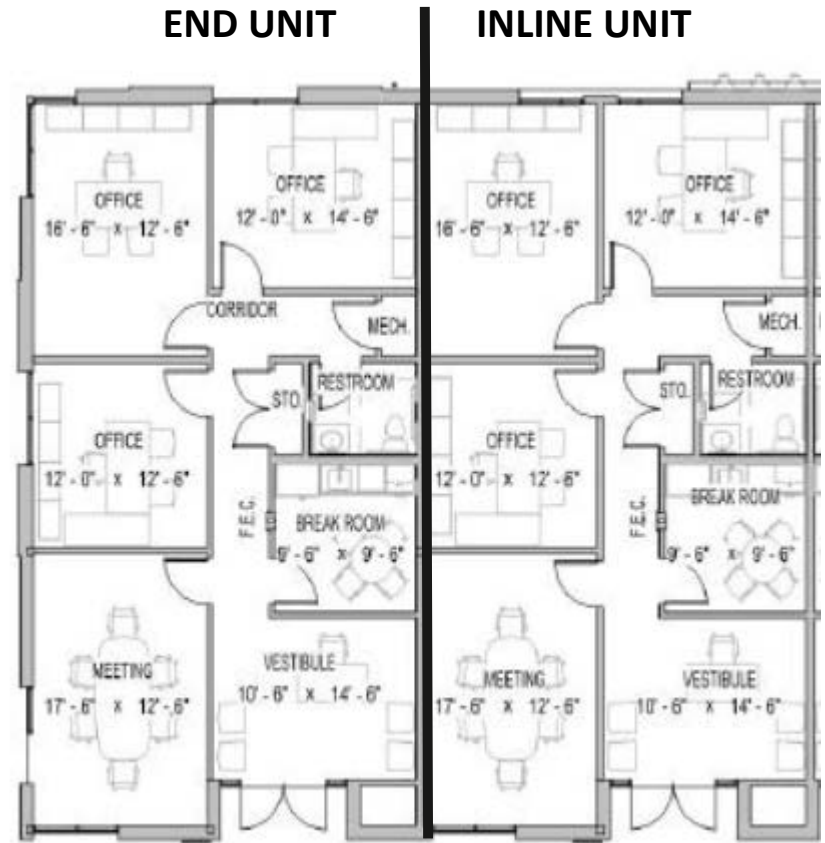 END UNIT
INLINE UNIT
OFFICE
16' - 6" x 12' - 6"
OFFICE
12' - 0" x 14' - 6"
CORRIDOR
MECH.
STO.
RESTROOM
OFFICE
12' - 0" x 12' - 6"
F.E.C.
BREAK ROOM
9' - 6" x 9' - 6"
MEETING
17' - 6" x 12' - 6"
VESTIBULE
10' - 6" x 14' - 6"
OFFICE
16' - 6" x 12' - 6"
OFFICE
12' - 0" x 14' - 6"
MECH.
STO.
RESTROOM
OFFICE
12' - 0" x 12' - 6"
F.E.C.
BREAK ROOM
9' - 6" x 9' - 6"
MEETING
17' - 6" x 12' - 6"
VESTIBULE
10' - 6" x 14' - 6"